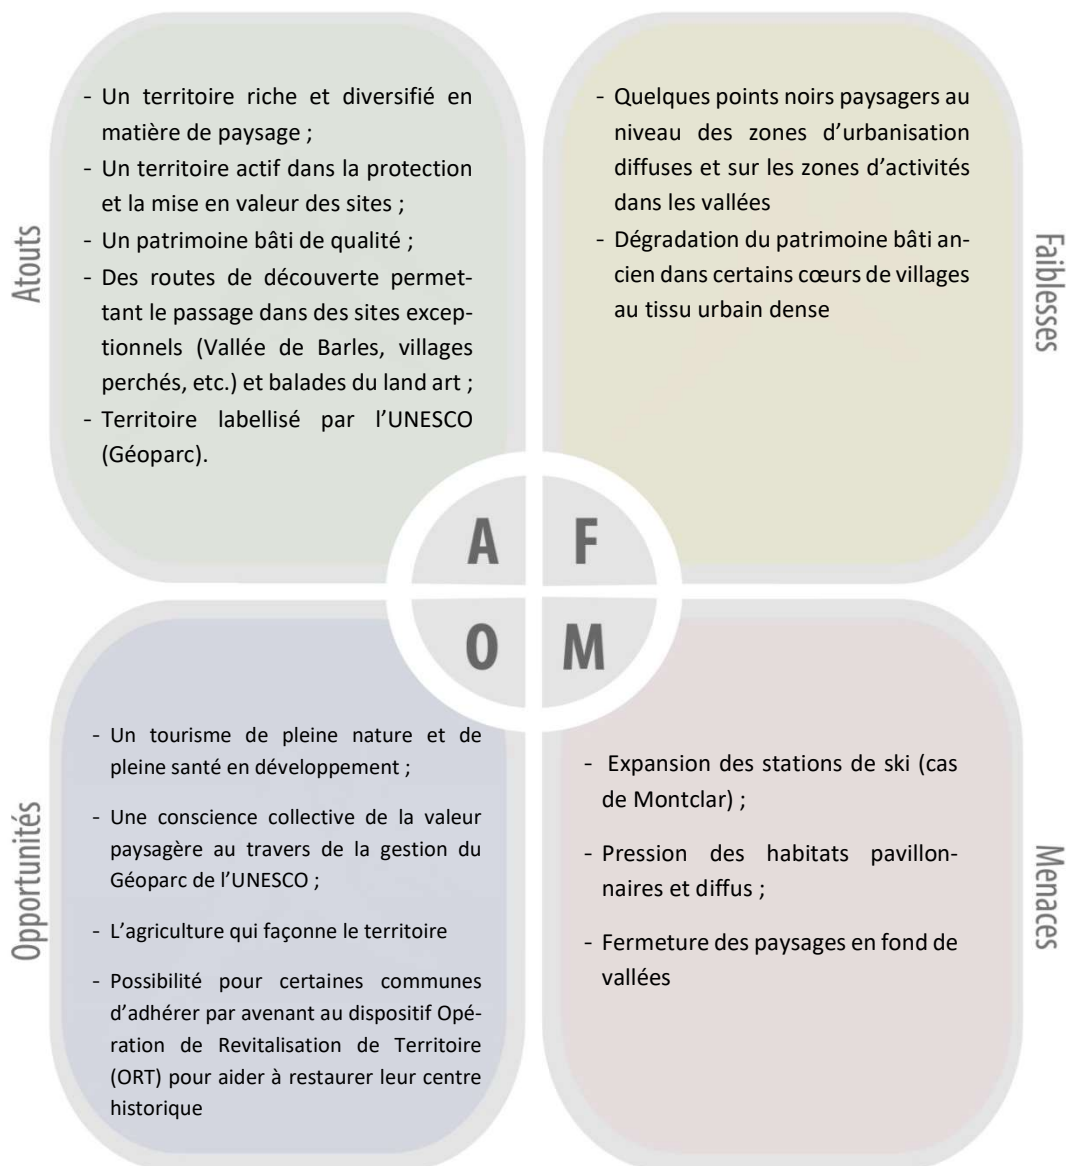 Atouts
- Un territoire riche et diversifié en
matière de paysage ;
- Un territoire actif dans la protection
et la mise en valeur des sites ;
- Un patrimoine bâti de qualité ;
- Des routes de découverte permet-
tant le passage dans des sites excep-
tionnels (Vallée de Barles, villages
perchés, etc.) et balades du land art ;
- Territoire labellisé par l’UNESCO
(Géoparc).
Faiblesses
- Quelques points noirs paysagers au
niveau des zones d’urbanisation
diffuses et sur les zones d’activités
dans les vallées
- Dégradation du patrimoine bâti an-
cien dans certains cœurs de villages
au tissu urbain dense
A
F
O
M
Opportunités
- Un tourisme de pleine nature et de
pleine santé en développement ;
- Une conscience collective de la valeur
paysagère au travers de la gestion du
Géoparc de l’UNESCO ;
- L’agriculture qui façonne le territoire
- Possibilité pour certaines communes
d’adhérer par avenant au dispositif Opé-
ration de Revitalisation de Territoire
(ORT) pour aider à restaurer leur centre
historique
Menaces
- Expansion des stations de ski (cas
de Montclar) ;
- Pression des habitats pavillon-
naires et diffus ;
- Fermeture des paysages en fond de
vallées